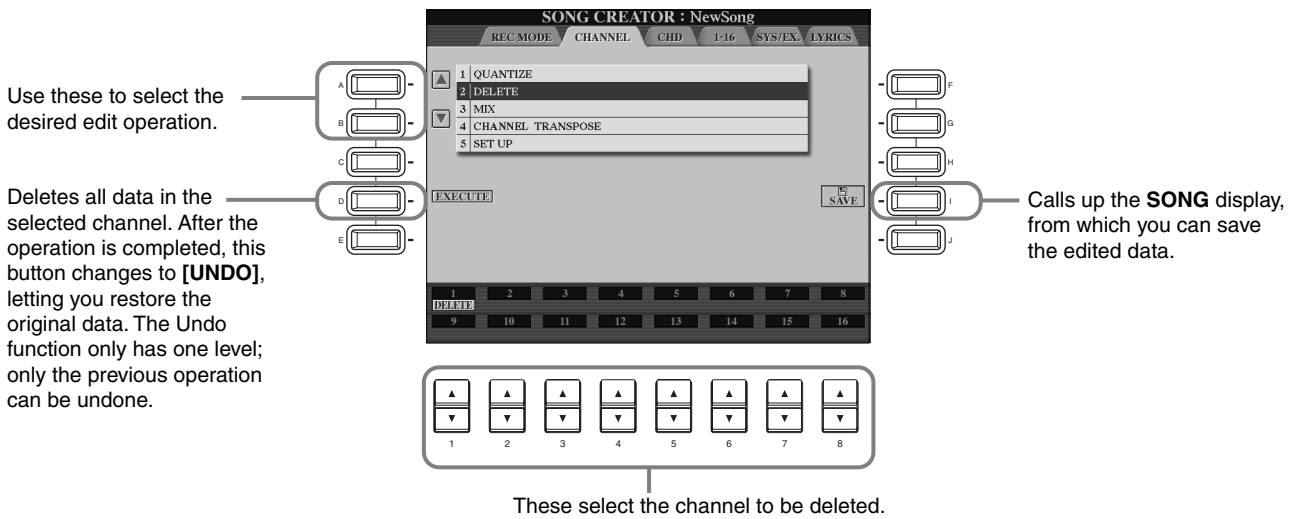 SONG CREATOR : NewSong
REC MODE CHANNEL CHD 1-16 SYS/EX. LYRICS
Use these to select the
desired edit operation.
A
B
C
D
E
1 QUANTIZE
2 DELETE
3 MIX
4 CHANNEL TRANSPOSE
5 SET UP
EXECUTE
SAVE
F
G
H
I
J
Deletes all data in the
selected channel. After the
operation is completed, this
button changes to [UNDO],
letting you restore the
original data. The Undo
function only has one level;
only the previous operation
can be undone.
Calls up the SONG display,
from which you can save
the edited data.
1 2 3 4 5 6 7 8
DELETE
9 10 11 12 13 14 15 16
1 2 3 4 5 6 7 8
These select the channel to be deleted.